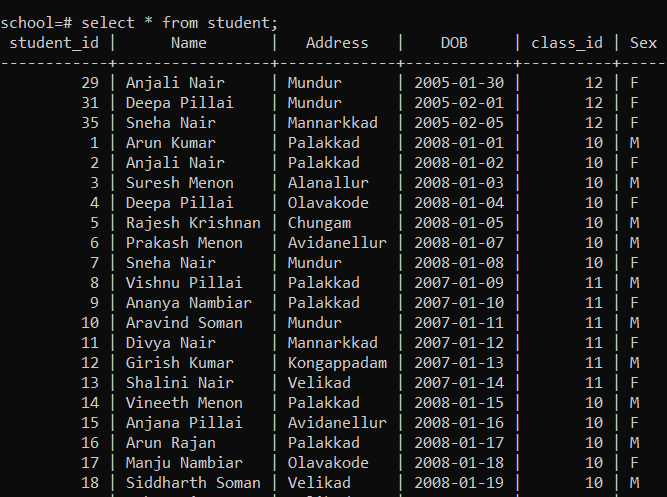 school=# select * from student;
 student_id |      Name       |   Address   |    DOB     | class_id | Sex
------------+-----------------+-------------+------------+----------+-----
         29 | Anjali Nair     | Mundur      | 2005-01-30 |       12 | F
         31 | Deepa Pillai    | Mundur      | 2005-02-01 |       12 | F
         35 | Sneha Nair      | Mannarkkad  | 2005-02-05 |       12 | F
          1 | Arun Kumar      | Palakkad    | 2008-01-01 |       10 | M
          2 | Anjali Nair     | Palakkad    | 2008-01-02 |       10 | F
          3 | Suresh Menon    | Alanallur   | 2008-01-03 |       10 | M
          4 | Deepa Pillai    | Olavakode   | 2008-01-04 |       10 | F
          5 | Rajesh Krishnan | Chungam     | 2008-01-05 |       10 | M
          6 | Prakash Menon   | Avidanellur | 2008-01-07 |       10 | M
          7 | Sneha Nair      | Mundur      | 2008-01-08 |       10 | F
          8 | Vishnu Pillai   | Palakkad    | 2007-01-09 |       11 | M
          9 | Ananya Nambiar  | Palakkad    | 2007-01-10 |       11 | F
         10 | Aravind Soman   | Mundur      | 2007-01-11 |       11 | M
         11 | Divya Nair      | Mannarkkad  | 2007-01-12 |       11 | F
         12 | Girish Kumar    | Kongappadam | 2007-01-13 |       11 | M
         13 | Shalini Nair    | Velikad     | 2007-01-14 |       11 | F
         14 | Vineeth Menon   | Palakkad    | 2008-01-15 |       10 | M
         15 | Anjana Pillai   | Avidanellur | 2008-01-16 |       10 | F
         16 | Arun Rajan      | Palakkad    | 2008-01-17 |       10 | M
         17 | Manju Nambiar   | Olavakode   | 2008-01-18 |       10 | F
         18 | Siddharth Soman | Velikad     | 2008-01-19 |       10 | M